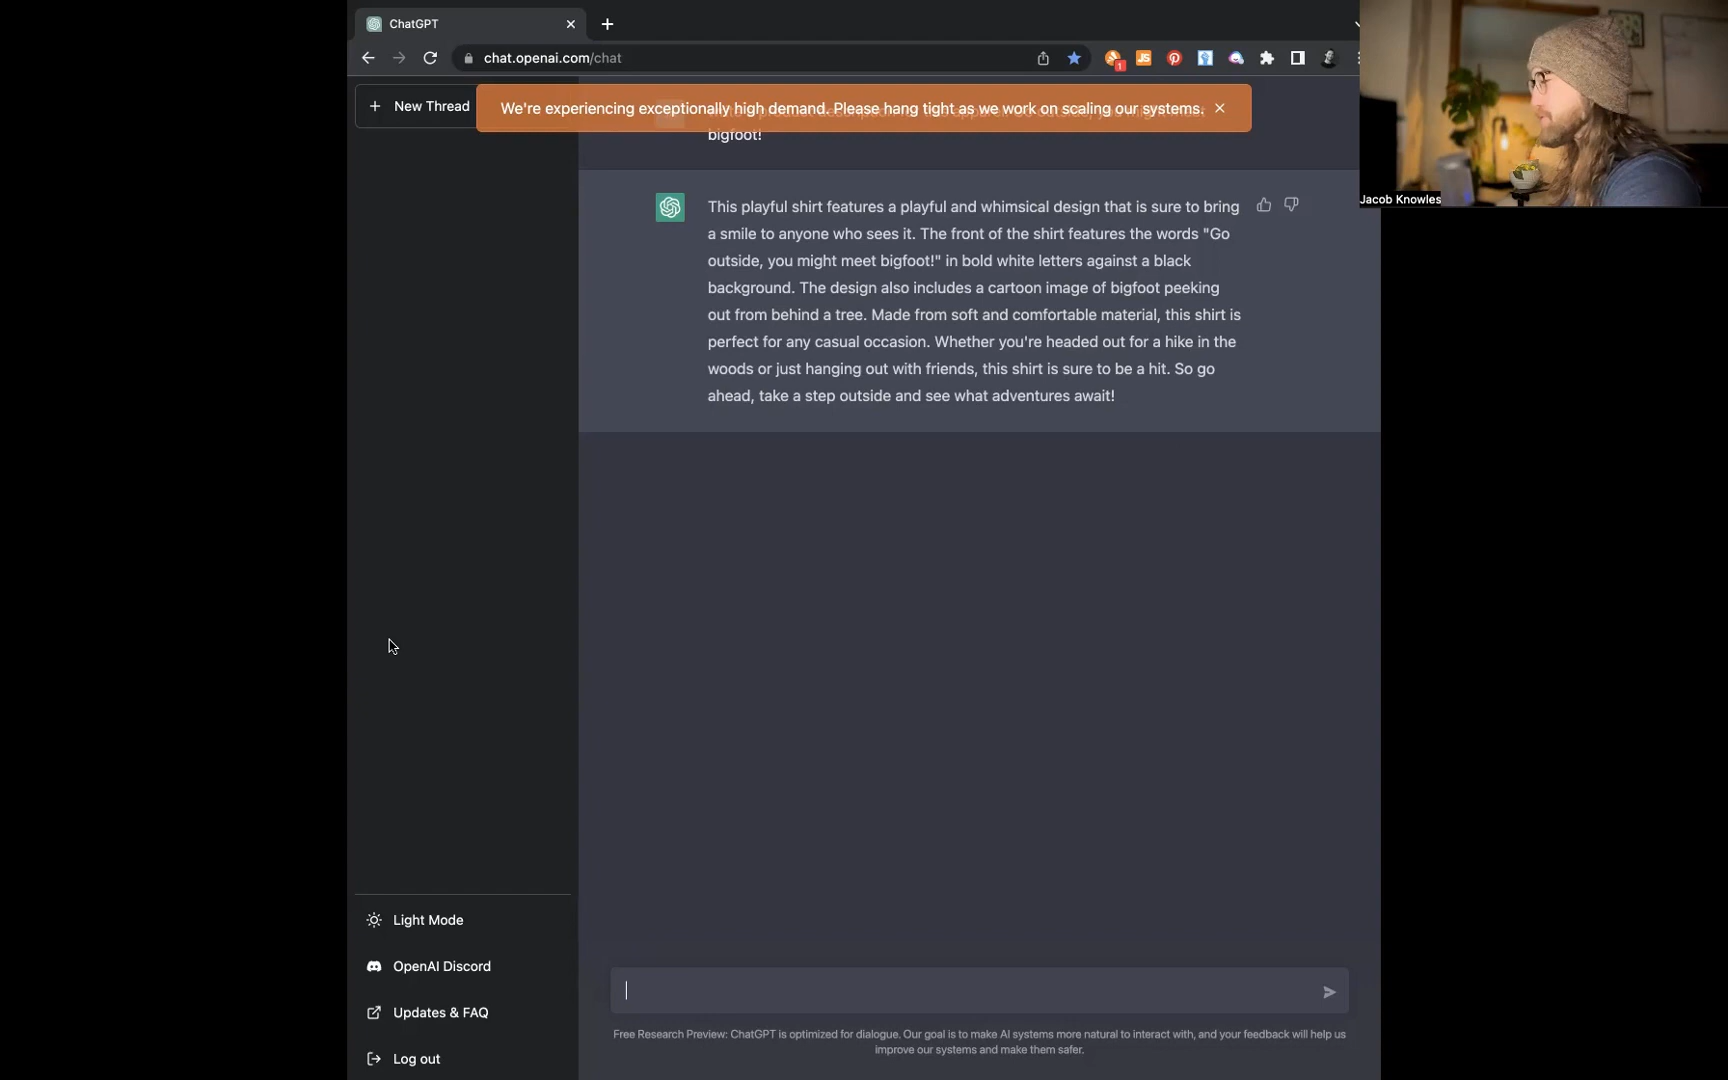 ChatGPT
chat.openai.com/chat
1
JS
New Thread
We're experiencing exceptionally high demand. Please hang tight as we work on scaling our systems.
bigfoot!
This playful shirt features a playful and whimsical design that is sure to bring
a smile to anyone who sees it. The front of the shirt features the words "Go
outside, you might meet bigfoot!" in bold white letters against a black
background. The design also includes a cartoon image of bigfoot peeking
out from behind a tree. Made from soft and comfortable material, this shirt is
perfect for any casual occasion. Whether you're headed out for a hike in the
woods or just hanging out with friends, this shirt is sure to be a hit. So go
ahead, take a step outside and see what adventures await!
Jacob Knowles
Light Mode
OpenAI Discord
Updates & FAQ
Log out
Free Research Preview: ChatGPT is optimized for dialogue. Our goal is to make AI systems more natural to interact with, and your feedback will help us
improve our systems and make them safer.